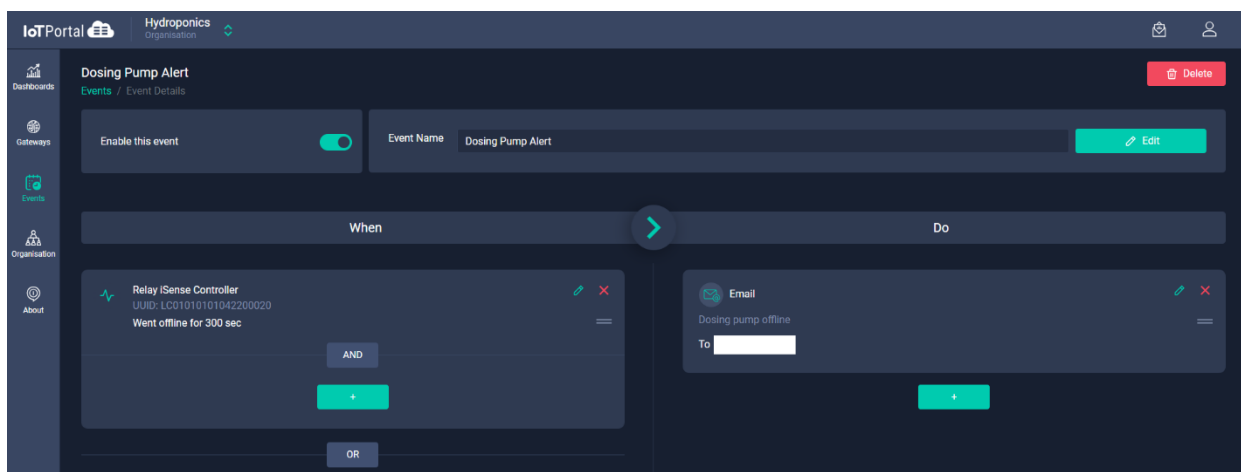 IoTPortal
Hydroponics
Organisation
Dashboards
Gateways
Events
Organisation
About
Dosing Pump Alert
Events / Event Details
Delete
Enable this event
Event Name
Dosing Pump Alert
Edit
When
Do
Relay iSense Controller
UUID: LC01010101042200020
Went offline for 300 sec
AND
+
OR
Email
Dosing pump offline
To
+